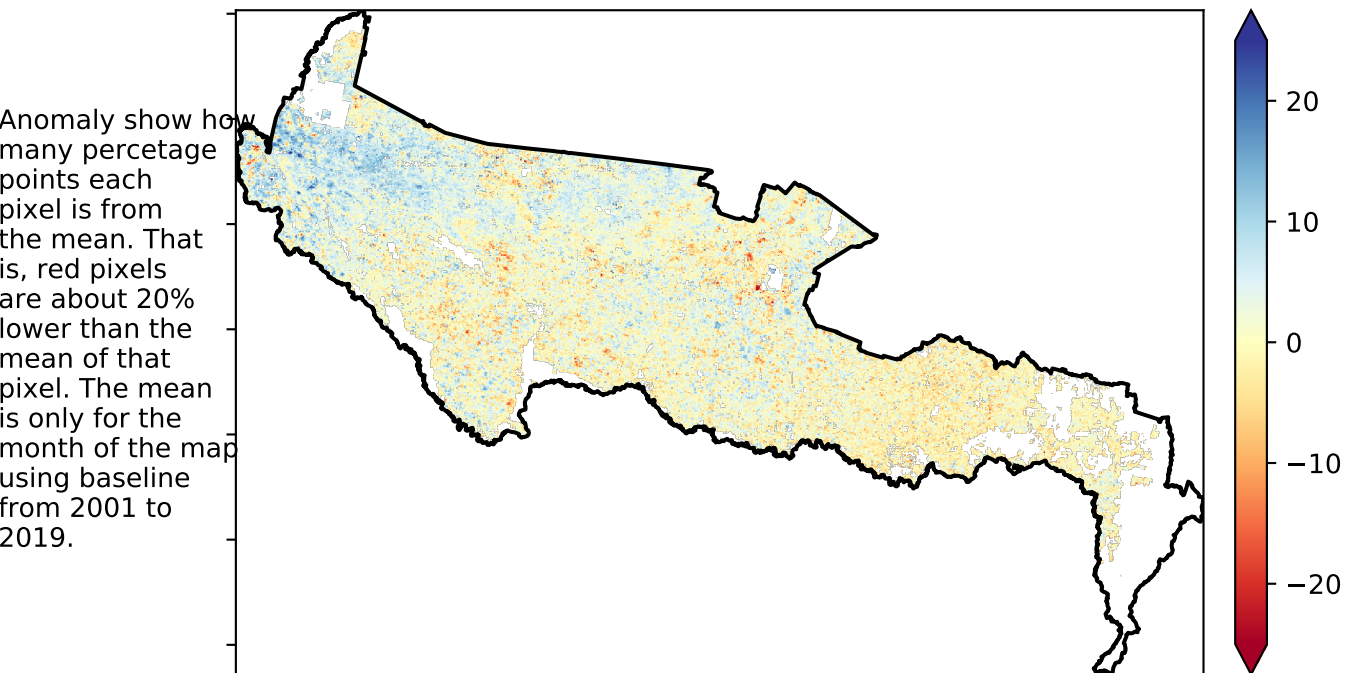 Anomaly show how
many percetage
points each
pixel is from
the mean. That
is, red pixels
are about 20%
lower than the
mean of that
pixel. The mean
is only for the
month of the map
using baseline
from 2001 to
2019.
20
10
0
−10
−20